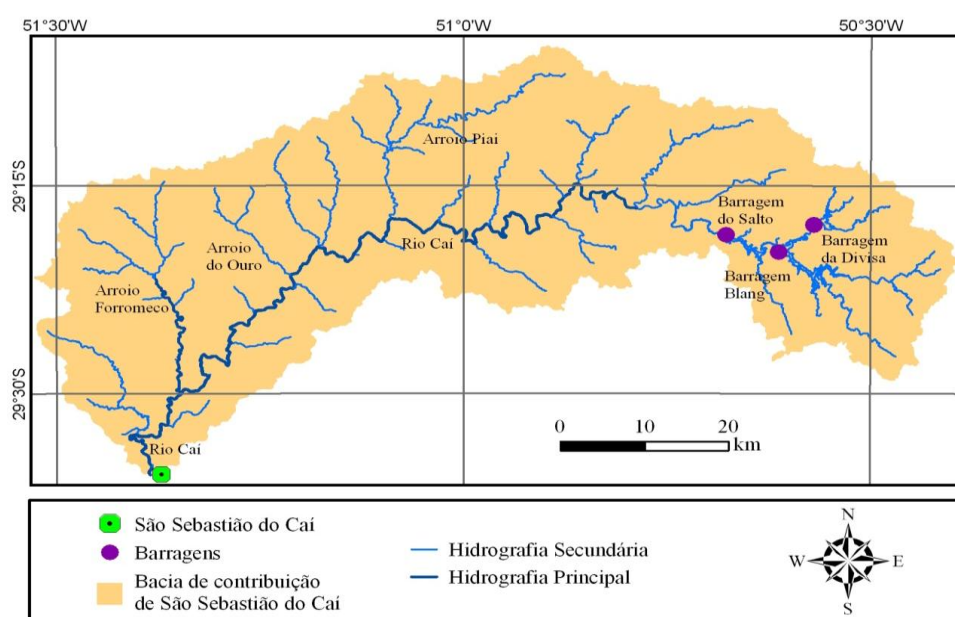 51°30'W
51°0'W
50°30'W
29°15'S
29°30'S
Arroio Piai
Barragem
do Salto
Rio Caí
Arroio
do Ouro
Barragem
da Divisa
Barragem
Blang
Arroio
Forromeco
0 10 20
km
Rio Caí
São Sebastião do Caí
Barragens
Bacia de contribuição
de São Sebastião do Caí
Hidrografia Secundária
Hidrografia Principal
N
W E
S